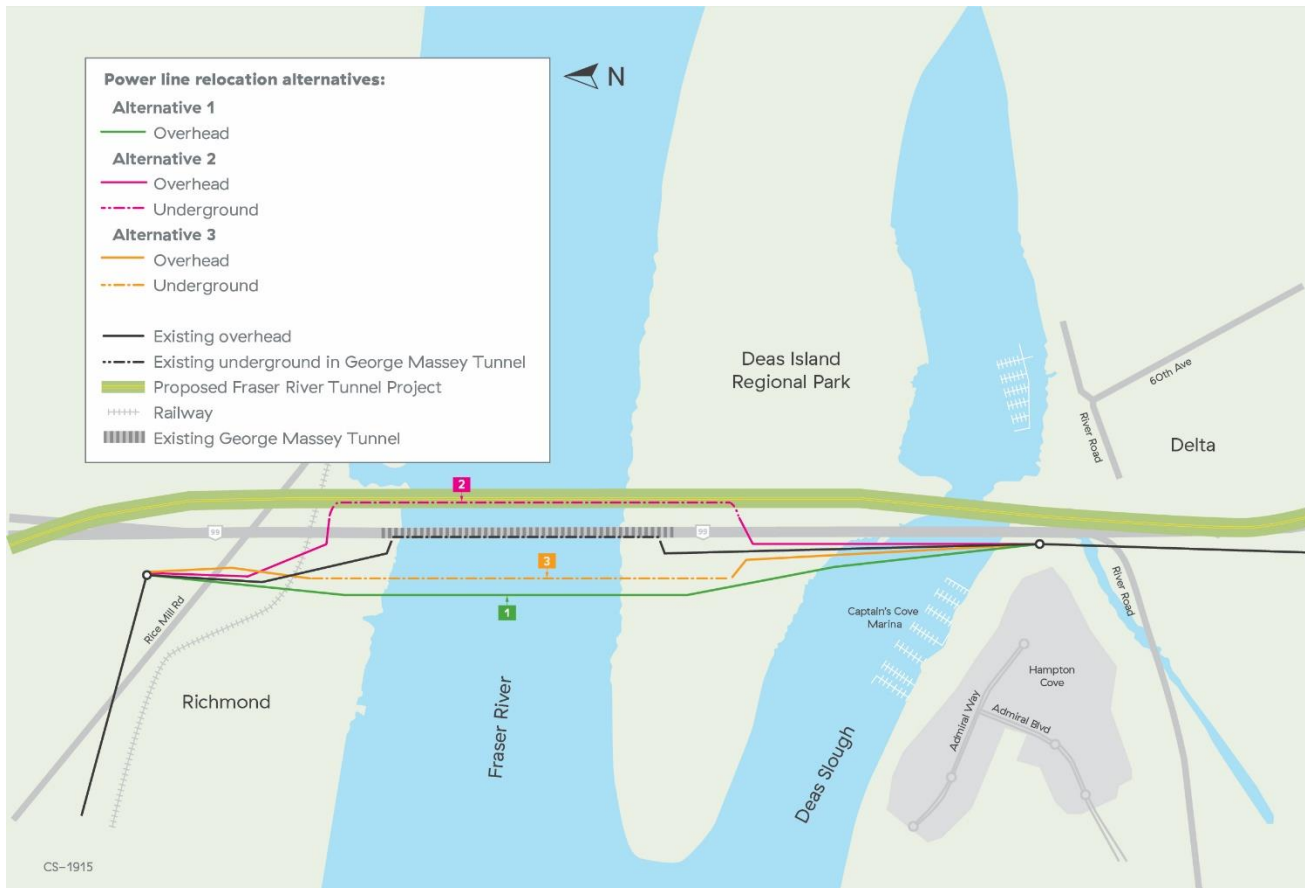 Power line relocation alternatives:
Alternative 1
Overhead
Alternative 2
Overhead
Underground
Alternative 3
Overhead
Underground
Existing overhead
Existing underground in George Massey Tunnel
Proposed Fraser River Tunnel Project
Railway
Existing George Massey Tunnel
N
Deas Island
Regional Park
60th Ave
River Road
Delta
2
99
99
3
1
Rice Mill Rd
Richmond
Fraser River
Captain's Cove
Marina
Deas Slough
River Road
Hampton
Cove
Admiral Way
Admiral Blvd
CS-1915